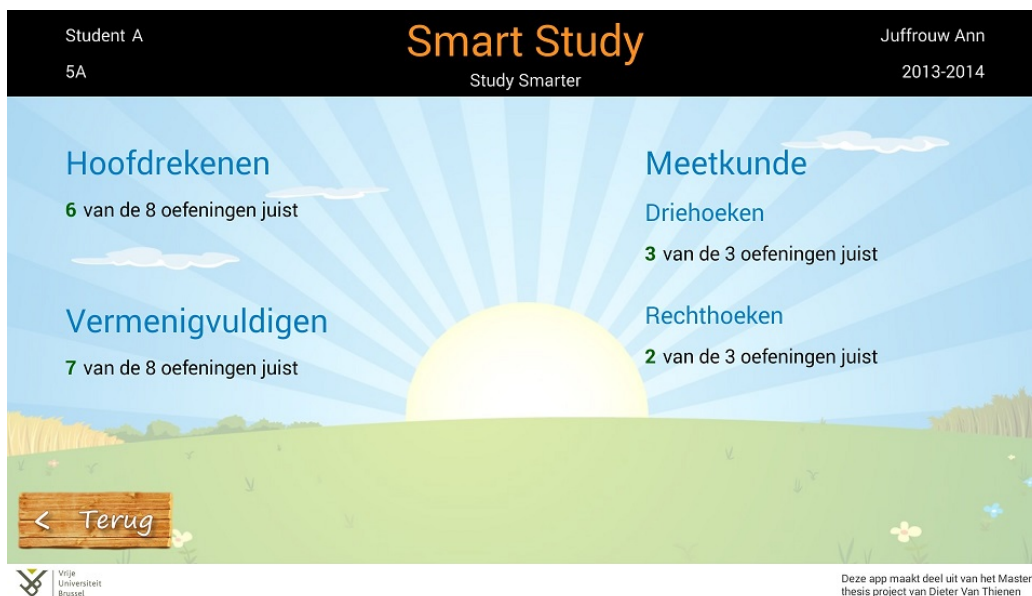 Student A
5A
Smart Study
Study Smarter
Juffrouw Ann
2013-2014
Hoofdrekenen
6 van de 8 oefeningen juist
Vermenigvuldigen
7 van de 8 oefeningen juist
Meetkunde
Driehoeken
3 van de 3 oefeningen juist
Rechthoeken
2 van de 3 oefeningen juist
< Terug
Vrije
Universiteit
Brussel
Deze app maakt deel uit van het Master
thesis project van Dieter Van Thienen